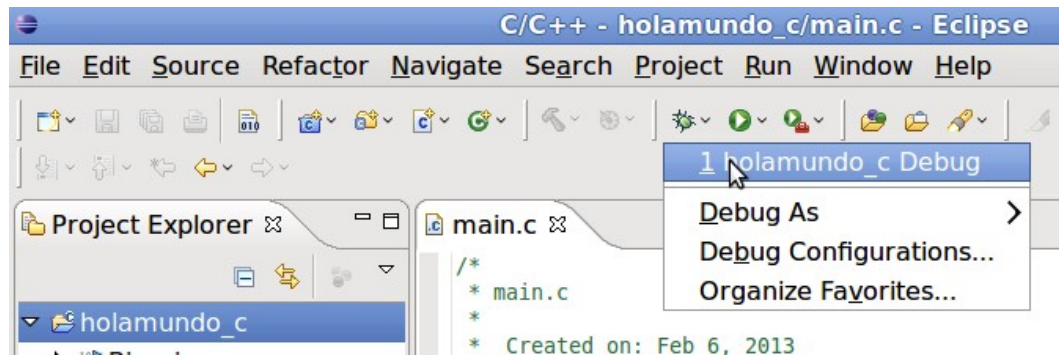 C/C++ - holamundo_c/main.c - Eclipse
File Edit Source Refactor Navigate Search Project Run Window Help
010
1 holamundo_c Debug
Debug As
Debug Configurations...
Organize Favorites...
Project Explorer
main.c
holamundo_c
/*
* main.c
*
* Created on: Feb 6, 2013